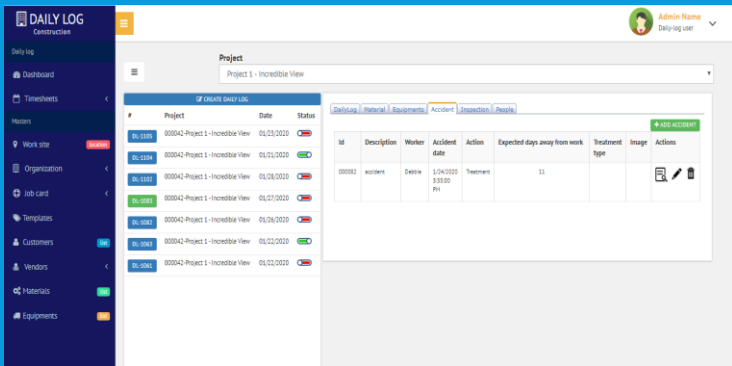 DAILY LOG
Construction
Admin Name
Daily-log user
Daily log
Dashboard
Timesheets
Masters
Work site location
Organization
Job card
Templates
Customers list
Vendors
Materials list
Equipments list
Project
Project 1 - Incredible View
CREATE DAILY LOG
# Project Date Status
DL-1105 000042-Project 1 - Incredible View 01/23/2020
DL-1104 000042-Project 1 - Incredible View 01/21/2020
DL-1102 000042-Project 1 - Incredible View 01/28/2020
DL-1083 000042-Project 1 - Incredible View 01/27/2020
DL-1082 000042-Project 1 - Incredible View 01/26/2020
DL-1063 000042-Project 1 - Incredible View 01/22/2020
DL-1061 000042-Project 1 - Incredible View 01/22/2020
DailyLog Material Equipments Accident Inspection People
+ ADD ACCIDENT
Id Description Worker Accident date Action Expected days away from work Treatment type Image Actions
000082 accident Debbie 1/24/2020 3:33:00 PM Treatment 11